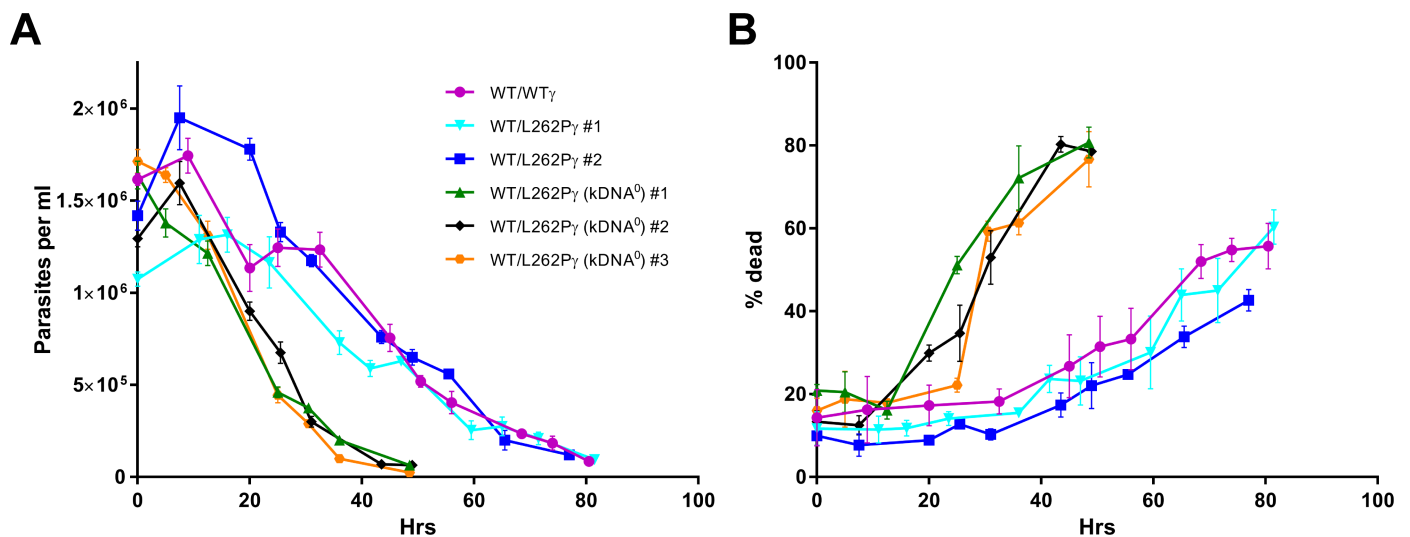 A
B
Parasites per ml
2×10⁶
1.5×10⁶
1×10⁶
5×10⁵
0
0 20 40 60 80 100
Hrs
WT/WTγ
WT/L262Pγ #1
WT/L262Pγ #2
WT/L262Pγ (kDNA⁰) #1
WT/L262Pγ (kDNA⁰) #2
WT/L262Pγ (kDNA⁰) #3
% dead
100
80
60
40
20
0
0 20 40 60 80 100
Hrs